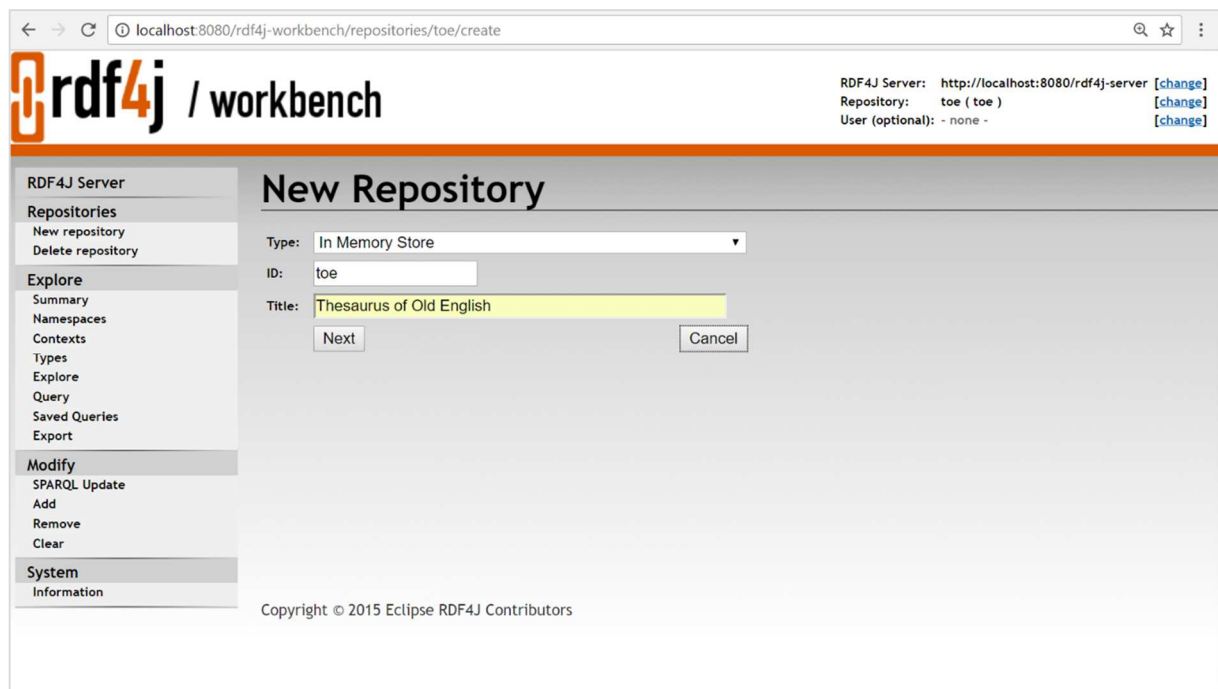 localhost:8080/rdf4j-workbench/repositories/toe/create
rdf4j / workbench
RDF4J Server: http://localhost:8080/rdf4j-server [change]
Repository: toe ( toe ) [change]
User (optional): - none - [change]
RDF4J Server
Repositories
New repository
Delete repository
Explore
Summary
Namespaces
Contexts
Types
Explore
Query
Saved Queries
Export
Modify
SPARQL Update
Add
Remove
Clear
System
Information
New Repository
Type: In Memory Store
ID: toe
Title: Thesaurus of Old English
Next Cancel
Copyright © 2015 Eclipse RDF4J Contributors